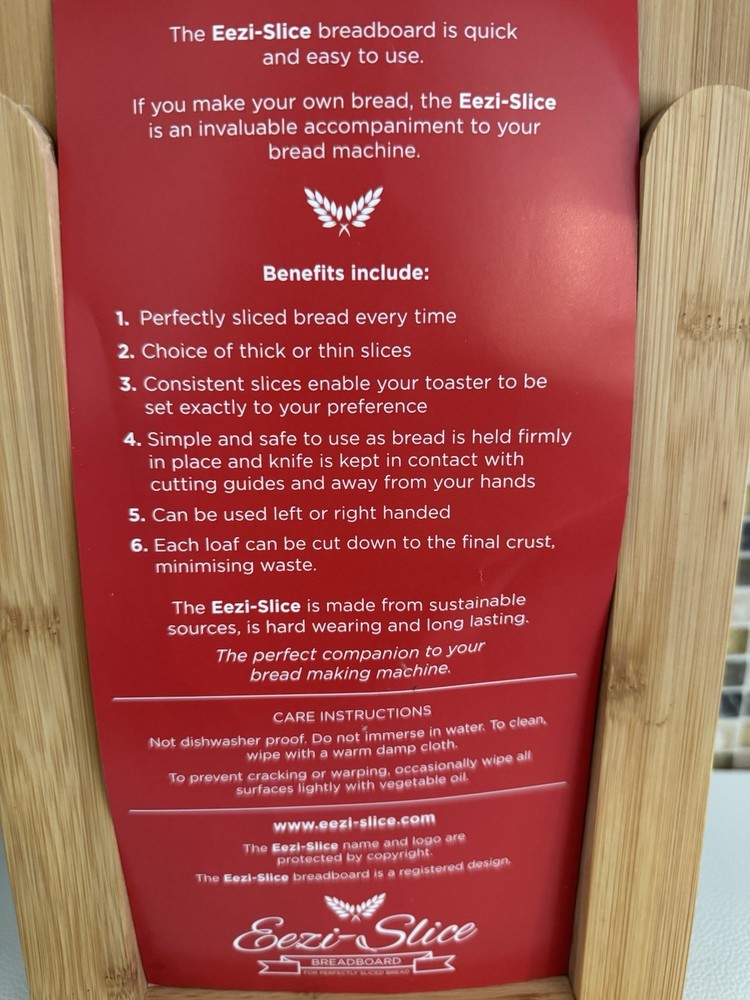 The Eezi-Slice breadboard is quick
and easy to use.
If you make your own bread, the Eezi-Slice
is an invaluable accompaniment to your
bread machine.
Benefits include:
1. Perfectly sliced bread every time
2. Choice of thick or thin slices
3. Consistent slices enable your toaster to be
set exactly to your preference
4. Simple and safe to use as bread is held firmly
in place and knife is kept in contact with
cutting guides and away from your hands
5. Can be used left or right handed
6. Each loaf can be cut down to the final crust,
minimising waste.
The Eezi-Slice is made from sustainable
sources, is hard wearing and long lasting.
The perfect companion to your
bread making machine.
CARE INSTRUCTIONS
Not dishwasher proof. Do not immerse in water. To clean,
wipe with a warm damp cloth.
To prevent cracking or warping, occasionally wipe all
surfaces lightly with vegetable oil.
www.eezi-slice.com
The Eezi-Slice name and logo are
protected by copyright.
The Eezi-Slice breadboard is a registered design.
Eezi-Slice
BREADBOARD
FOR PERFECTLY SLICED BREAD